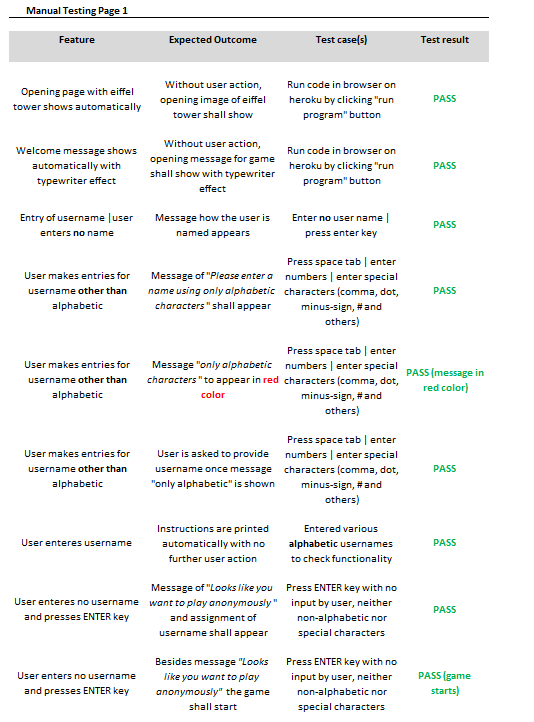 Manual Testing Page 1
Feature Expected Outcome Test case(s) Test result
Opening page with eiffel
tower shows automatically
Without user action,
opening image of eiffel
tower shall show
Run code in browser on
heroku by clicking "run
program" button
PASS
Welcome message shows
automatically with
typewriter effect
Without user action,
opening message for game
shall show with typewriter
effect
Run code in browser on
heroku by clicking "run
program" button
PASS
Entry of username |user
enters no name
Message how the user is
named appears
Enter no user name |
press enter key
PASS
User makes entries for
username other than
alphabetic
Message of "Please enter a
name using only alphabetic
characters" shall appear
Press space tab | enter
numbers | enter special
characters (comma, dot,
minus-sign, # and
others)
PASS
User makes entries for
username other than
alphabetic
Message "only alphabetic
characters" to appear in red
color
Press space tab | enter
numbers | enter special
characters (comma, dot,
minus-sign, # and
others)
PASS (message in
red color)
User makes entries for
username other than
alphabetic
User is asked to provide
username once message
"only alphabetic" is shown
Press space tab | enter
numbers | enter special
characters (comma, dot,
minus-sign, # and
others)
PASS
User enteres username
Instructions are printed
automatically with no
further user action
Entered various
alphabetic usernames
to check functionality
PASS
User enteres no username
and presses ENTER key
Message of "Looks like you
want to play anonymously"
and assignment of
username shall appear
Press ENTER key with no
input by user, neither
non-alphabetic nor
special characters
PASS
User enters no username
and presses ENTER key
Besides message "Looks
like you want to play
anonymously" the game
shall start
Press ENTER key with no
input by user, neither
non-alphabetic nor
special characters
PASS (game
starts)